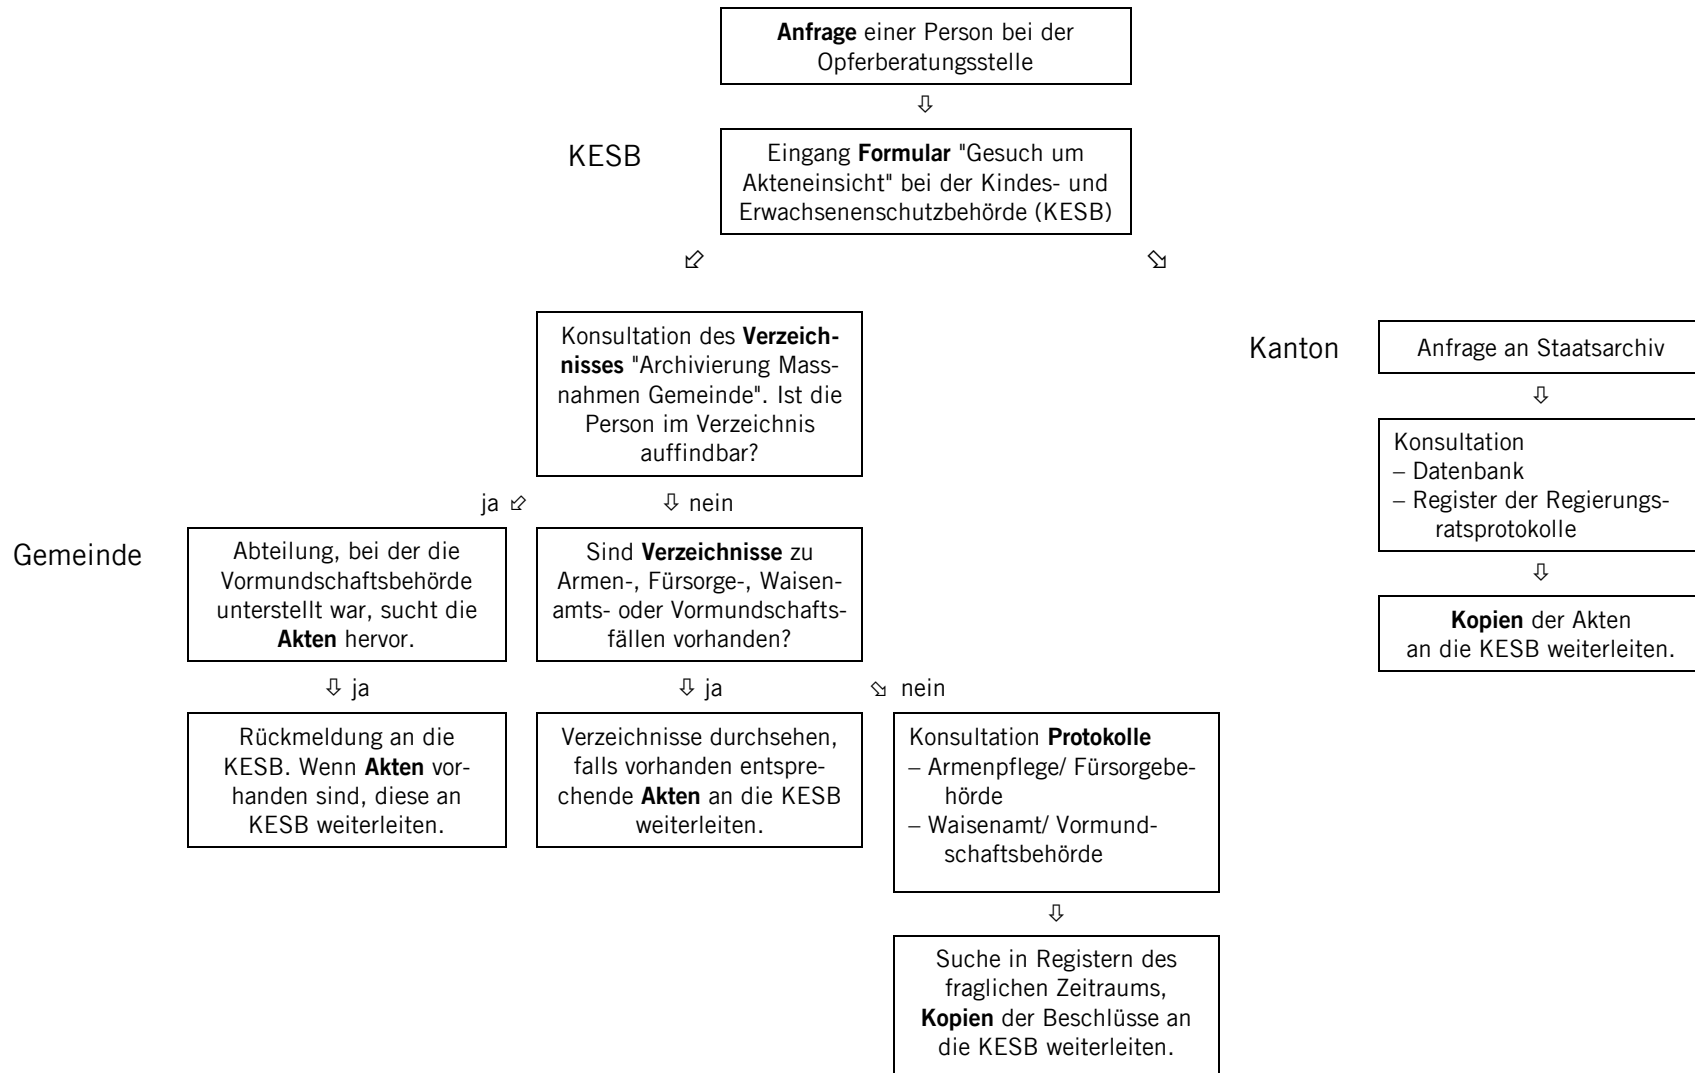 Anfrage einer Person bei der
Opferberatungsstelle
⇩
KESB
Eingang Formular "Gesuch um
Akteneinsicht" bei der Kindes- und
Erwachsenenschutzbehörde (KESB)
Konsultation des Verzeich-
nisses "Archivierung Mass-
nahmen Gemeinde". Ist die
Person im Verzeichnis
auffindbar?
Kanton
Anfrage an Staatsarchiv
⇩
Konsultation
– Datenbank
– Register der Regierungs-
ratsprotokolle
⇩
Kopien der Akten
an die KESB weiterleiten.
ja
⇩ nein
Gemeinde
Abteilung, bei der die
Vormundschaftsbehörde
unterstellt war, sucht die
Akten hervor.
⇩ ja
Rückmeldung an die
KESB. Wenn Akten vor-
handen sind, diese an
KESB weiterleiten.
Sind Verzeichnisse zu
Armen-, Fürsorge-, Waisen-
amts- oder Vormundschafts-
fällen vorhanden?
⇩ ja
Verzeichnisse durchsehen,
falls vorhanden entspre-
chende Akten an die KESB
weiterleiten.
nein
Konsultation Protokolle
– Armenpflege/ Fürsorgebe-
hörde
– Waisenamt/ Vormund-
schaftsbehörde
⇩
Suche in Registern des
fraglichen Zeitraums,
Kopien der Beschlüsse an
die KESB weiterleiten.